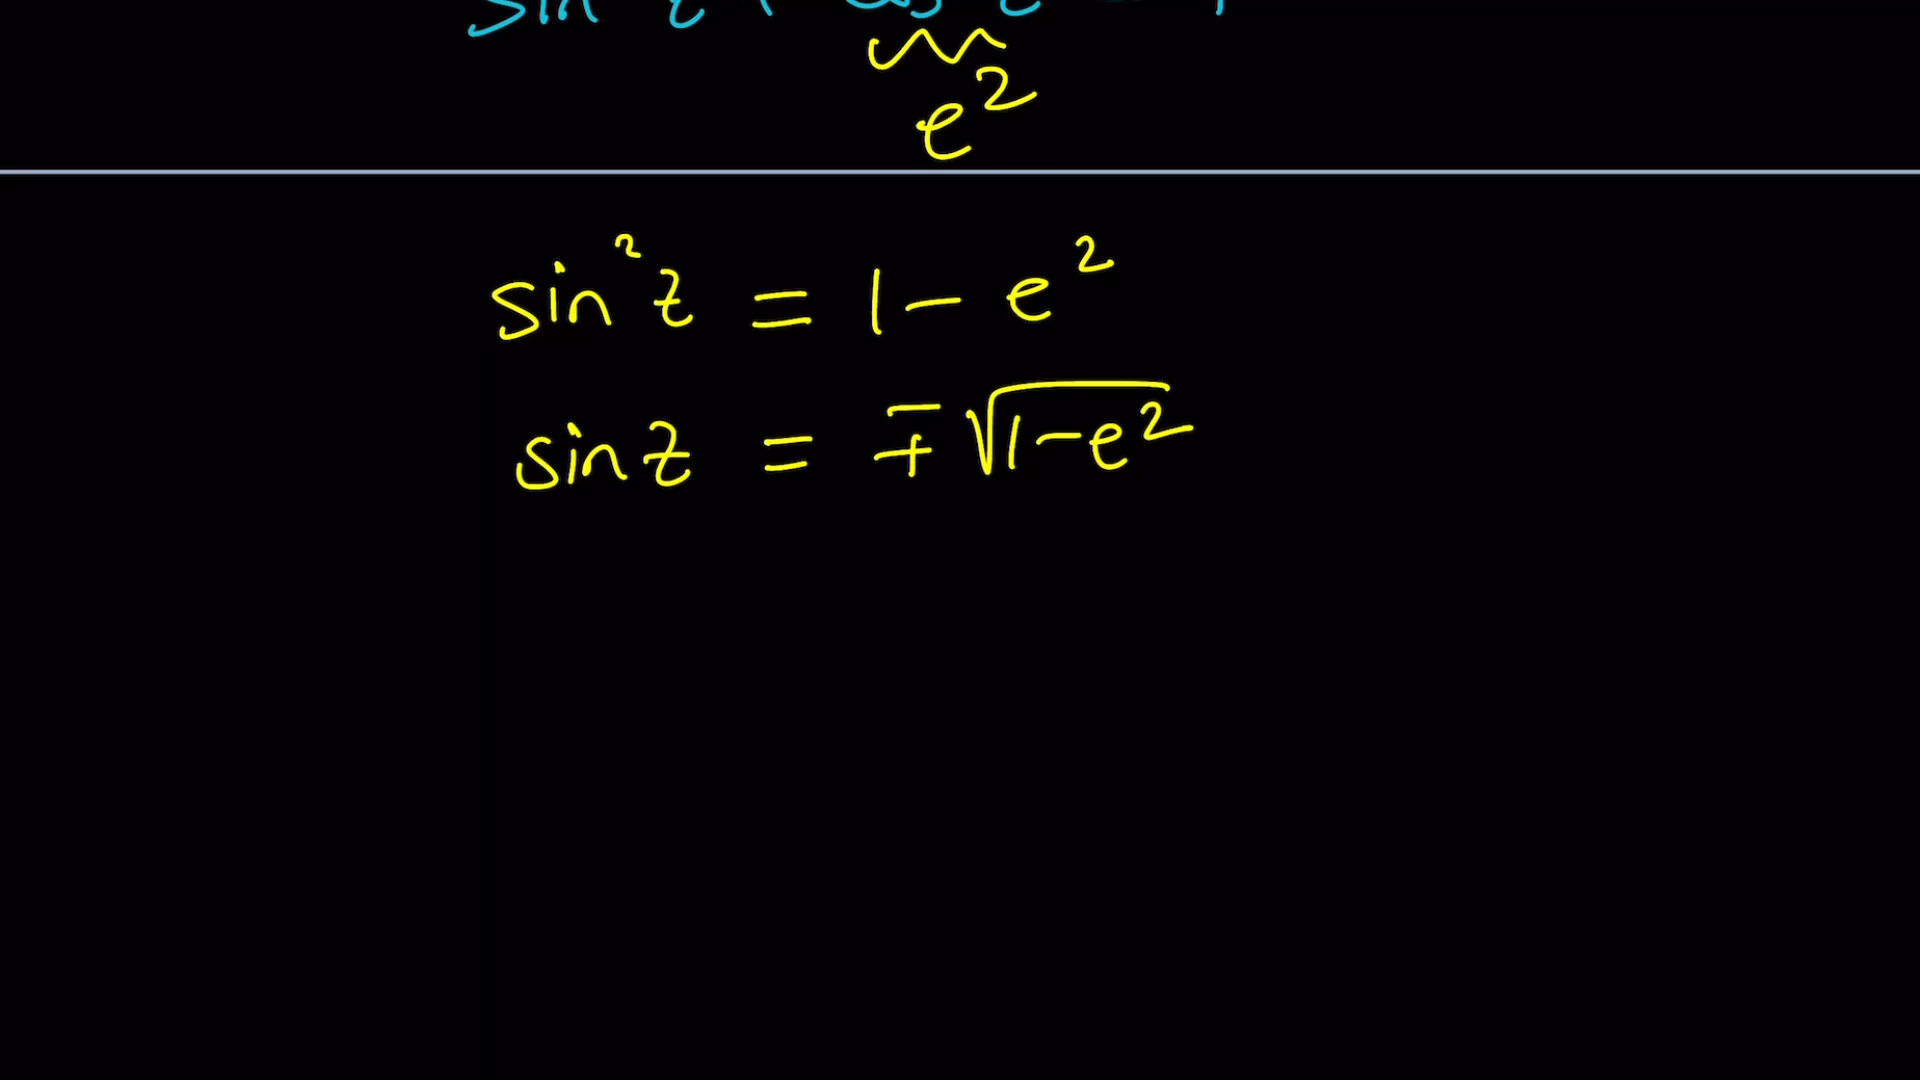 e²
sin²z = 1 - e²
sin z = ∓√(1-e²)